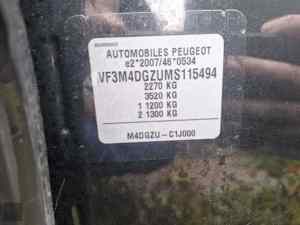 AUTOMOBILES PEUGEOT
e2*2007/46*0534
VF3M4DGZUMS115494
2270 KG
3520 KG
1 1200 KG
2 1300 KG
M4DGZU-C1J000